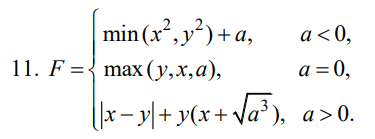 min(x², y²) + a, a < 0,
11. F = { max(y, x, a), a = 0,
|x − y| + y(x + √a³), a > 0.